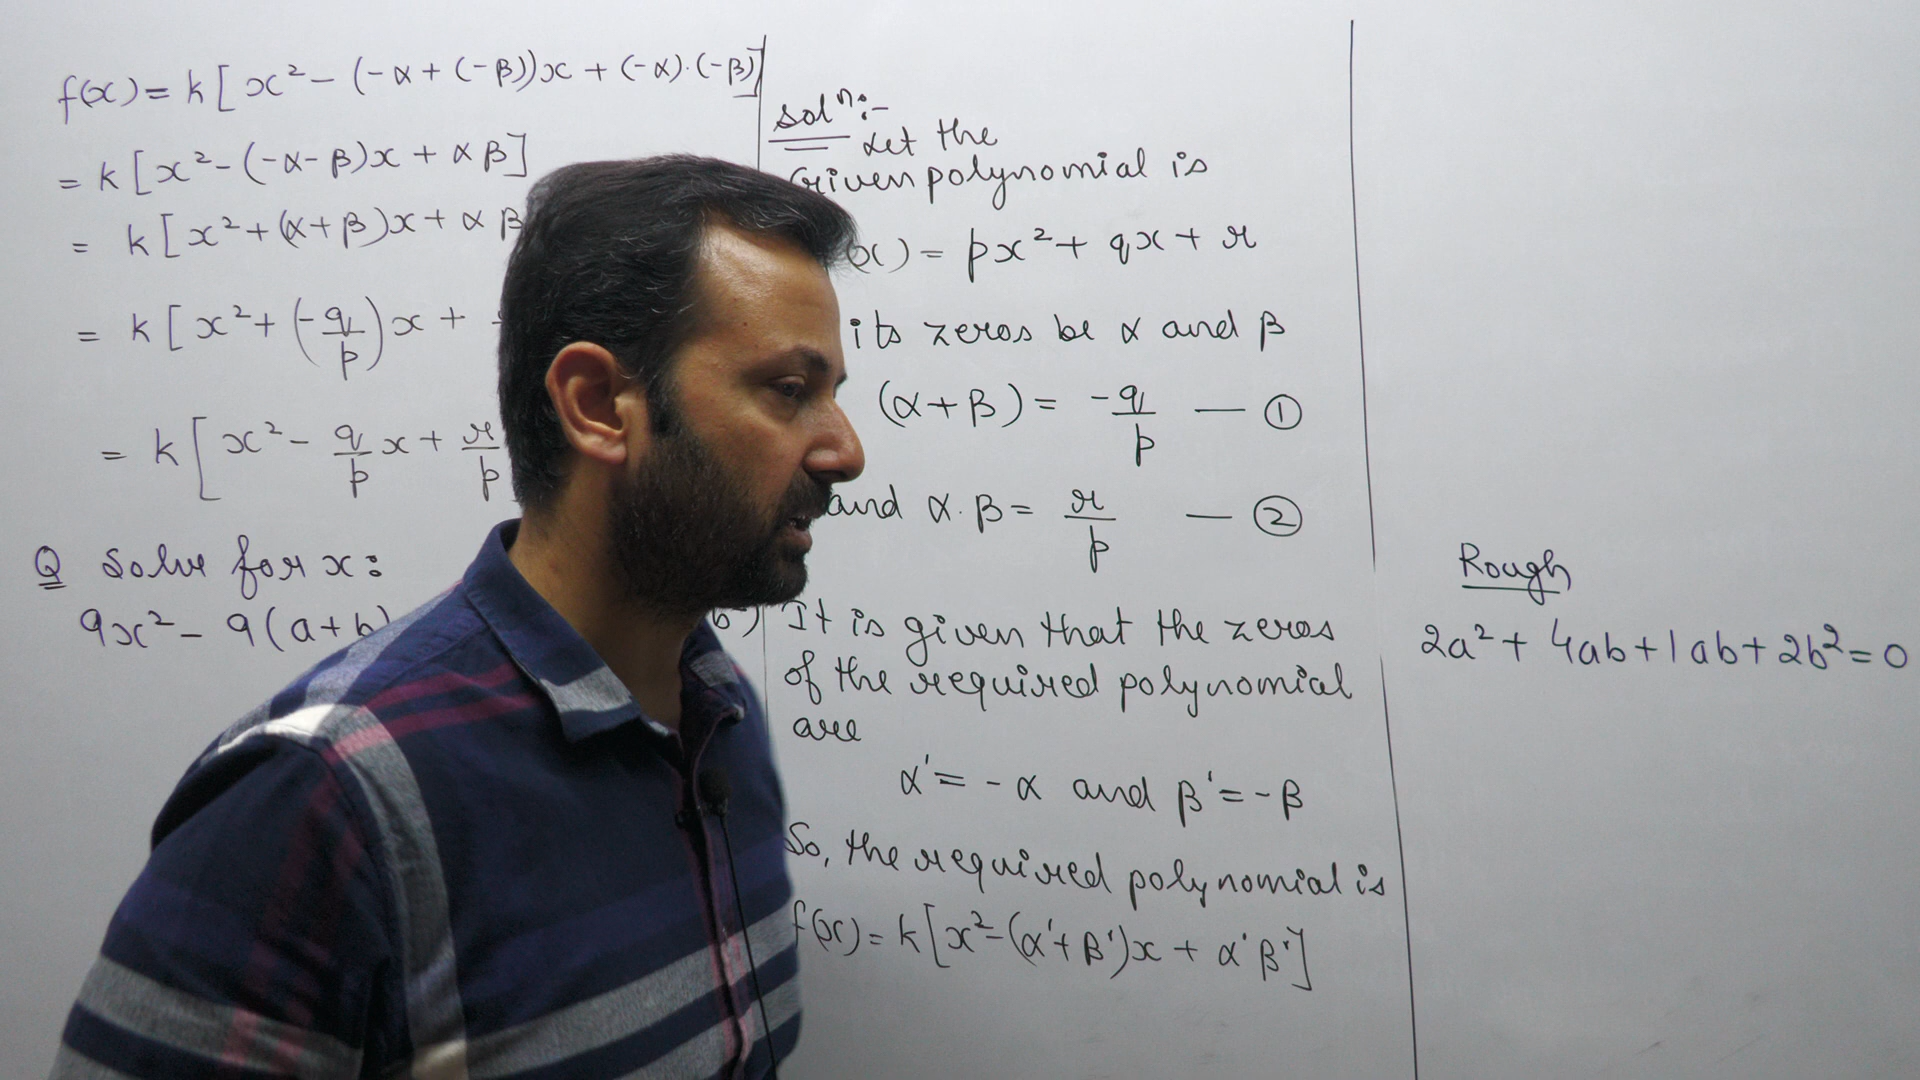 f(x) = k[x² - (-α + (-β))x + (-α)·(-β)]
= k[x² - (-α - β)x + αβ]
= k[x² + (α + β)x + αβ
= k[x² + (-q/p)x +
= k[x² - q/p x + r/p
Q Solve for x:
9x² - 9(a+b)
Solⁿ:-
Let the
Given polynomial is
(x) = px² + qx + r
its zeros be α and β
(α+β) = -q/p — ①
and α·β = r/p — ②
It is given that the zeros
of the required polynomial
are
α' = -α and β' = -β
So, the required polynomial is
f(x) = k[x² - (α' + β')x + α'β']
Rough
2a² + 4ab + 1ab + 2b² = 0